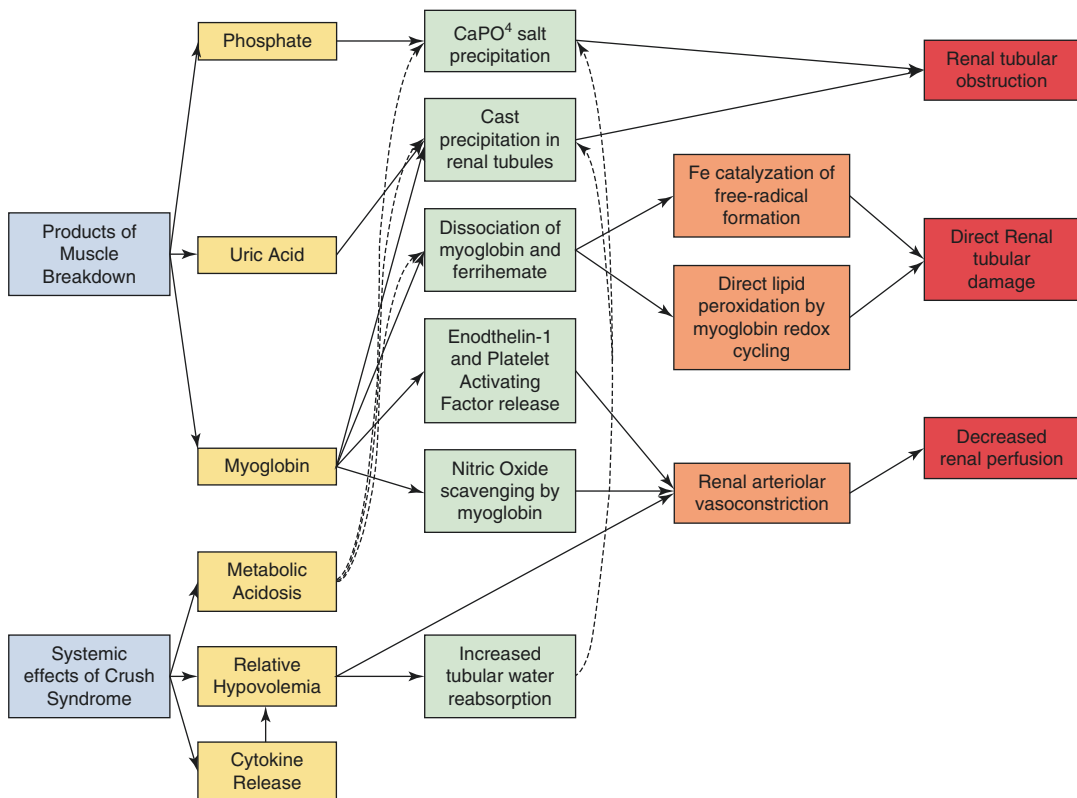 Products of
Muscle
Breakdown
Systemic
effects of Crush
Syndrome
Phosphate
Uric Acid
Myoglobin
Metabolic
Acidosis
Relative
Hypovolemia
Cytokine
Release
CaPO⁴ salt
precipitation
Cast
precipitation in
renal tubules
Dissociation of
myoglobin and
ferrihemate
Enodthelin-1
and Platelet
Activating
Factor release
Nitric Oxide
scavenging by
myoglobin
Increased
tubular water
reabsorption
Fe catalyzation of
free-radical
formation
Direct lipid
peroxidation by
myoglobin redox
cycling
Renal arteriolar
vasoconstriction
Renal tubular
obstruction
Direct Renal
tubular
damage
Decreased
renal perfusion